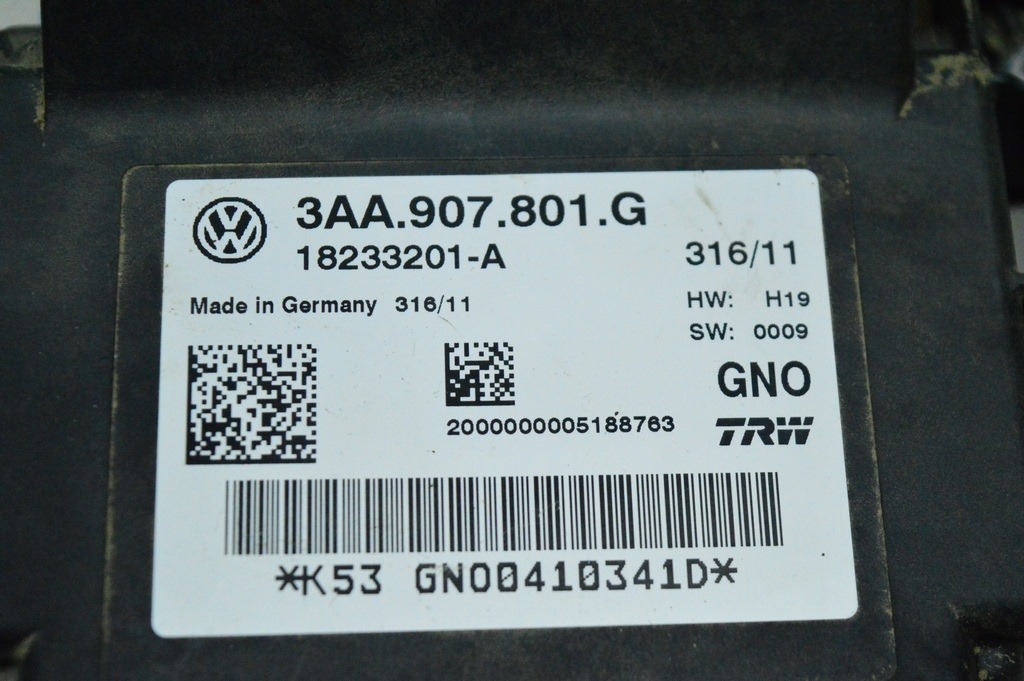 3AA.907.801.G
18233201-A
316/11
Made in Germany 316/11
HW: H19
SW: 0009
GNO
2000000005188763
TRW
*K53 GNO0410341D*